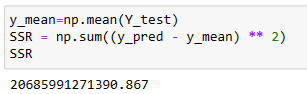 y_mean=np.mean(Y_test)
SSR = np.sum((y_pred - y_mean) ** 2)
SSR
20685991271390.867